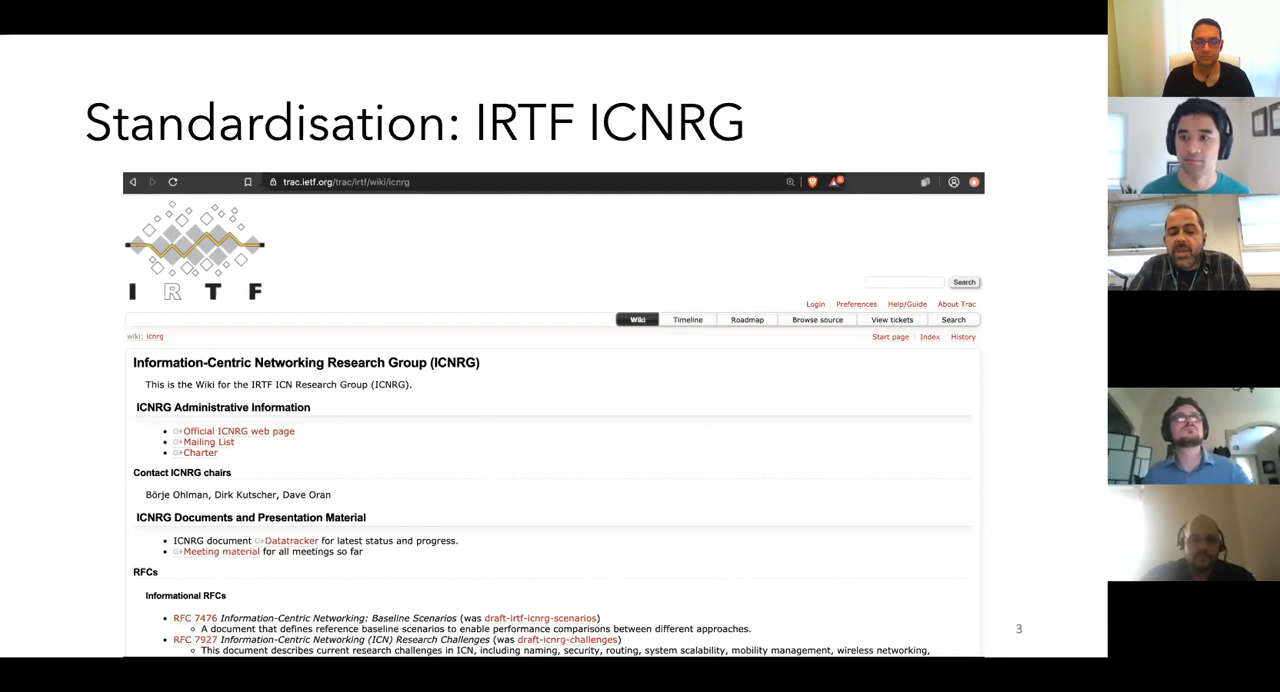 Standardisation: IRTF ICNRG
trac.ietf.org/trac/irtf/wiki/icnrg
I R T F
Search
Login Preferences Help/Guide About Trac
Wiki Timeline Roadmap Browse source View tickets Search
wiki: icnrg
Start page Index History
Information-Centric Networking Research Group (ICNRG)
This is the Wiki for the IRTF ICN Research Group (ICNRG).
ICNRG Administrative Information
Official ICNRG web page
Mailing List
Charter
Contact ICNRG chairs
Börje Ohlman, Dirk Kutscher, Dave Oran
ICNRG Documents and Presentation Material
ICNRG document Datatracker for latest status and progress.
Meeting material for all meetings so far
RFCs
Informational RFCs
RFC 7476 Information-Centric Networking: Baseline Scenarios (was draft-irtf-icnrg-scenarios)
A document that defines reference baseline scenarios to enable performance comparisons between different approaches.
RFC 7927 Information-Centric Networking (ICN) Research Challenges (was draft-icnrg-challenges)
This document describes current research challenges in ICN, including naming, security, routing, system scalability, mobility management, wireless networking,
3